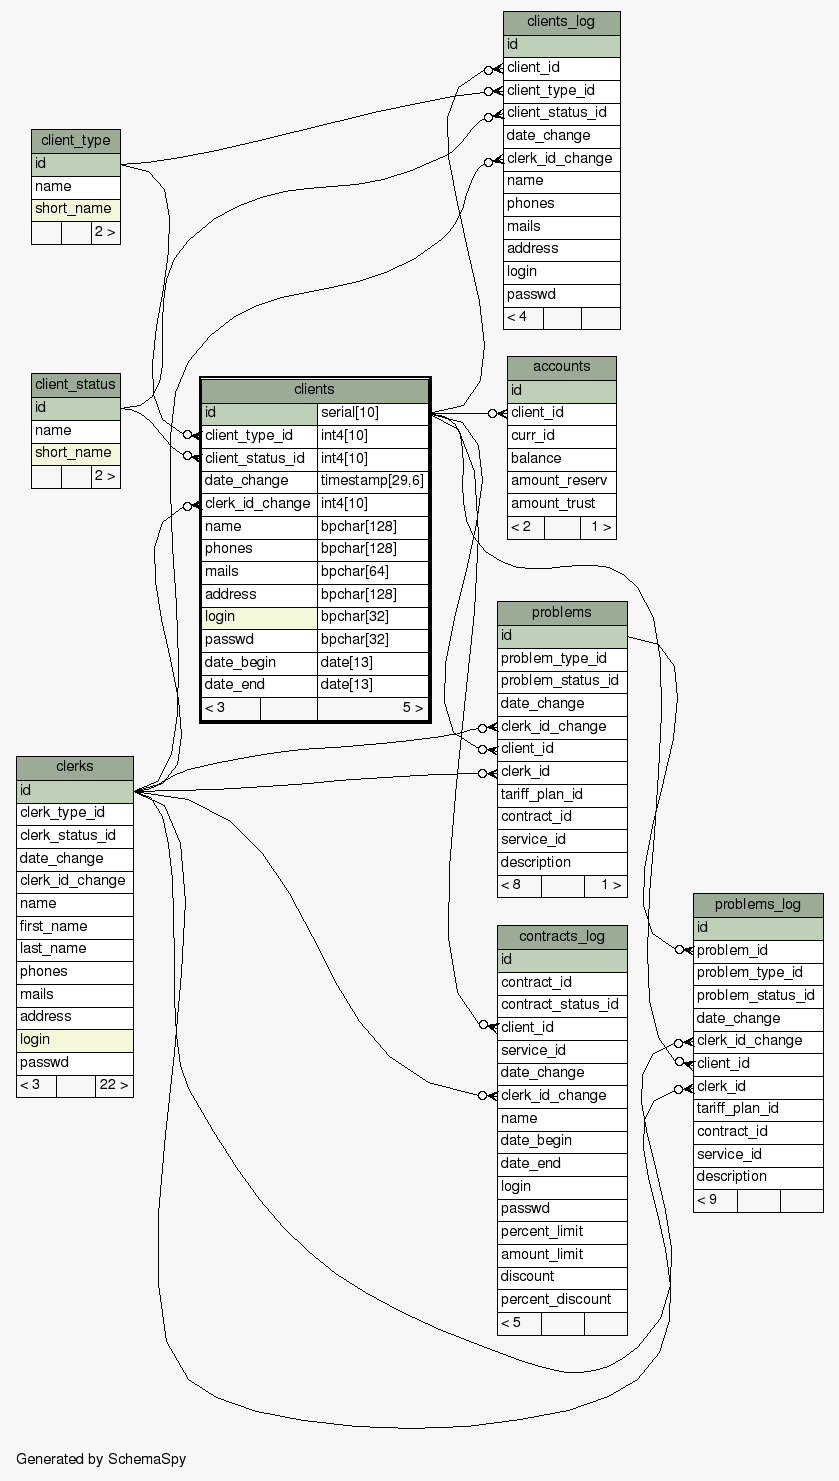 clients_log
id
client_id
client_type_id
client_status_id
date_change
clerk_id_change
name
phones
mails
address
login
passwd
< 4
client_type
id
name
short_name
2 >
client_status
id
name
short_name
2 >
clients
id serial[10]
client_type_id int4[10]
client_status_id int4[10]
date_change timestamp[29,6]
clerk_id_change int4[10]
name bpchar[128]
phones bpchar[128]
mails bpchar[64]
address bpchar[128]
login bpchar[32]
passwd bpchar[32]
date_begin date[13]
date_end date[13]
< 3 5 >
accounts
id
client_id
curr_id
balance
amount_reserv
amount_trust
< 2 1 >
problems
id
problem_type_id
problem_status_id
date_change
clerk_id_change
client_id
clerk_id
tariff_plan_id
contract_id
service_id
description
< 8 1 >
clerks
id
clerk_type_id
clerk_status_id
date_change
clerk_id_change
name
first_name
last_name
phones
mails
address
login
passwd
< 3 22 >
contracts_log
id
contract_id
contract_status_id
client_id
service_id
date_change
clerk_id_change
name
date_begin
date_end
login
passwd
percent_limit
amount_limit
discount
percent_discount
< 5
problems_log
id
problem_id
problem_type_id
problem_status_id
date_change
clerk_id_change
client_id
clerk_id
tariff_plan_id
contract_id
service_id
description
< 9
Generated by SchemaSpy